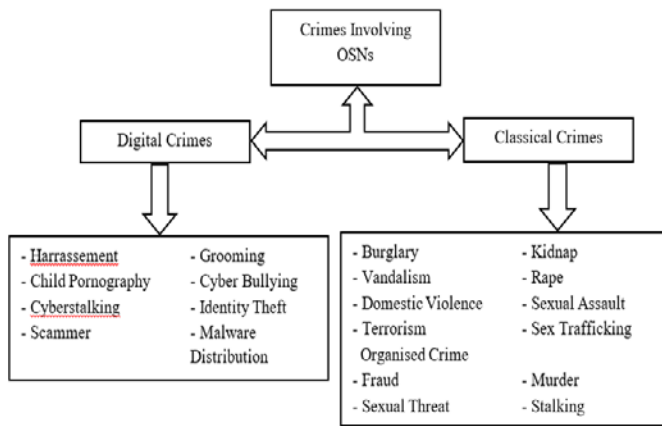 Crimes Involving
OSNs
Digital Crimes
Classical Crimes
- Harrassement
- Child Pornography
- Cyberstalking
- Scammer
- Grooming
- Cyber Bullying
- Identity Theft
- Malware
Distribution
- Burglary
- Vandalism
- Domestic Violence
- Terrorism
Organised Crime
- Fraud
- Sexual Threat
- Kidnap
- Rape
- Sexual Assault
- Sex Trafficking
- Murder
- Stalking